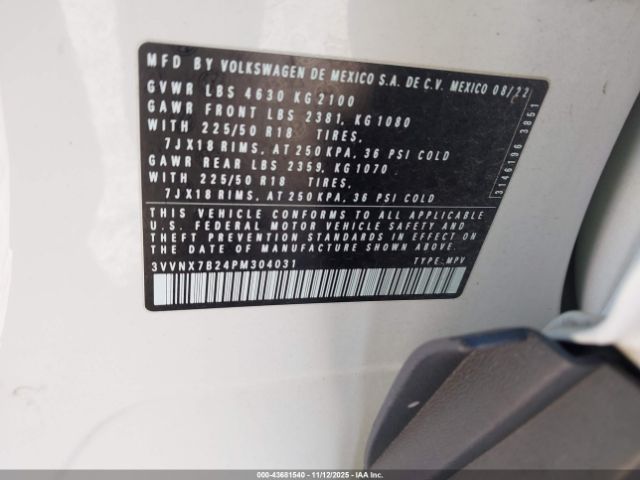 MFD BY VOLKSWAGEN DE MEXICO S.A. DE C.V. MEXICO 08/22
GVWR LBS 4630 KG 2100
GAWR FRONT LBS 2381, KG 1080
WITH 225/50 R18 TIRES,
7JX18 RIMS, AT 250 KPA, 36 PSI COLD
GAWR REAR LBS 2359, KG 1070
WITH 225/50 R18 TIRES,
7JX18 RIMS, AT 250 KPA, 36 PSI COLD
THIS VEHICLE CONFORMS TO ALL APPLICABLE
U.S. FEDERAL MOTOR VEHICLE SAFETY AND
THEFT PREVENTION STANDARDS IN EFFECT
ON THE DATE OF MANUFACTURE SHOWN ABOVE
3VVNX7B24PM304031 TYPE: MPV
3146196 3851
000-43681540 - 11/12/2025 - IAAI.COM